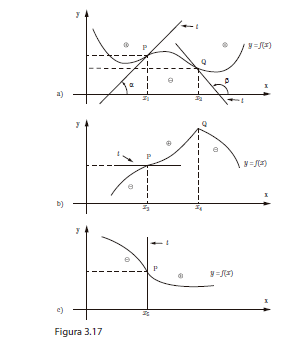 y
t
P
y = f(x)
⊕
⊕
Q
⊖
α
β
x
a)
x₁
x₂
t
y
Q
⊕
t
P
⊖
y = f(x)
⊖
x
b)
x₃
x₄
y
t
⊖
P
⊕
y = f(x)
x
c)
x₅
Figura 3.17